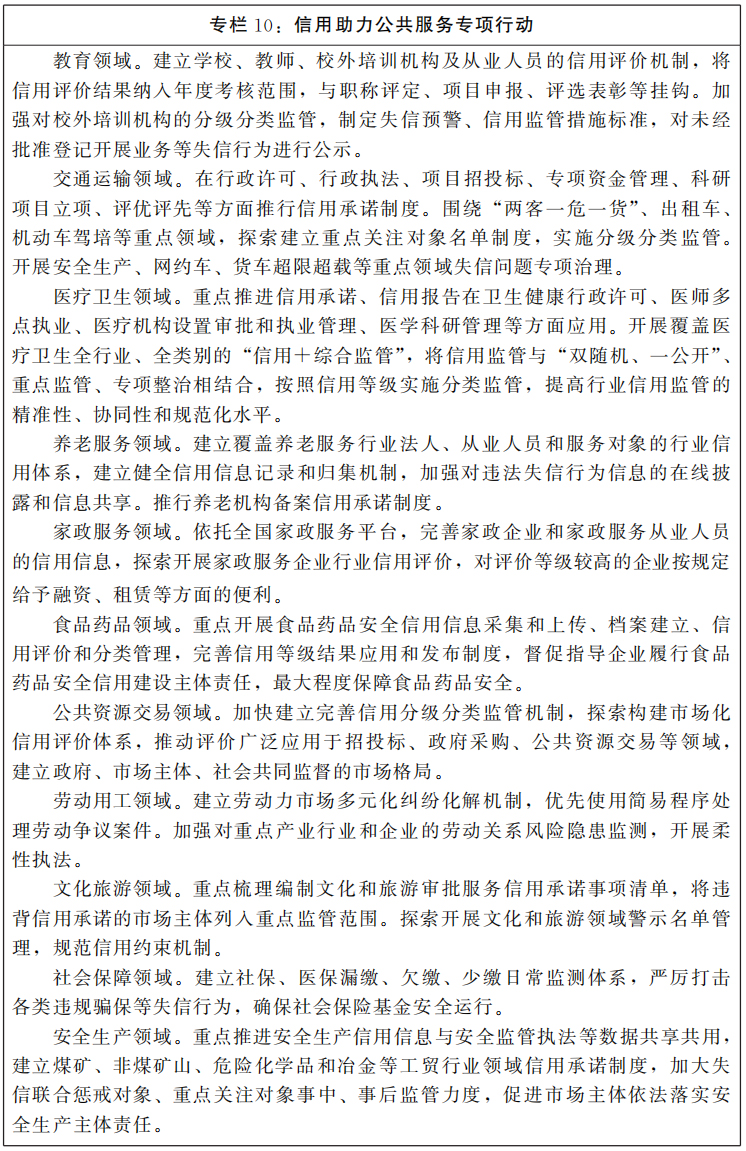 专栏 10：信用助力公共服务专项行动
教育领域。建立学校、教师、校外培训机构及从业人员的信用评价机制，将
信用评价结果纳入年度考核范围，与职称评定、项目申报、评选表彰等挂钩。加
强对校外培训机构的分级分类监管，制定失信预警、信用监管措施标准，对未经
批准登记开展业务等失信行为进行公示。
交通运输领域。在行政许可、行政执法、项目招投标、专项资金管理、科研
项目立项、评优评先等方面推行信用承诺制度。围绕“两客一危一货”、出租车、
机动车驾培等重点领域，探索建立重点关注对象名单制度，实施分级分类监管。
开展安全生产、网约车、货车超限超载等重点领域失信问题专项治理。
医疗卫生领域。重点推进信用承诺、信用报告在卫生健康行政许可、医师多
点执业、医疗机构设置审批和执业管理、医学科研管理等方面应用。开展覆盖医
疗卫生全行业、全类别的“信用＋综合监管”，将信用监管与“双随机、一公开”、
重点监管、专项整治相结合，按照信用等级实施分类监管，提高行业信用监管的
精准性、协同性和规范化水平。
养老服务领域。建立覆盖养老服务行业法人、从业人员和服务对象的行业信
用体系，建立健全信用信息记录和归集机制，加强对违法失信行为信息的在线披
露和信息共享。推行养老机构备案信用承诺制度。
家政服务领域。依托全国家政服务平台，完善家政企业和家政服务从业人员
的信用信息，探索开展家政服务企业行业信用评价，对评价等级较高的企业按规定
给予融资、租赁等方面的便利。
食品药品领域。重点开展食品药品安全信用信息采集和上传、档案建立、信
用评价和分类管理，完善信用等级结果应用和发布制度，督促指导企业履行食品
药品安全信用建设主体责任，最大程度保障食品药品安全。
公共资源交易领域。加快建立完善信用分级分类监管机制，探索构建市场化
信用评价体系，推动评价广泛应用于招投标、政府采购、公共资源交易等领域，
建立政府、市场主体、社会共同监督的市场格局。
劳动用工领域。建立劳动力市场多元化纠纷化解机制，优先使用简易程序处
理劳动争议案件。加强对重点产业行业和企业的劳动关系风险隐患监测，开展柔
性执法。
文化旅游领域。重点梳理编制文化和旅游审批服务信用承诺事项清单，将违
背信用承诺的市场主体列入重点监管范围。探索开展文化和旅游领域警示名单管
理，规范信用约束机制。
社会保障领域。建立社保、医保漏缴、欠缴、少缴日常监测体系，严厉打击
各类违规骗保等失信行为，确保社会保险基金安全运行。
安全生产领域。重点推进安全生产信用信息与安全监管执法等数据共享共用，
建立煤矿、非煤矿山、危险化学品和冶金等工贸行业领域信用承诺制度，加大失
信联合惩戒对象、重点关注对象事中、事后监管力度，促进市场主体依法落实安
全生产主体责任。